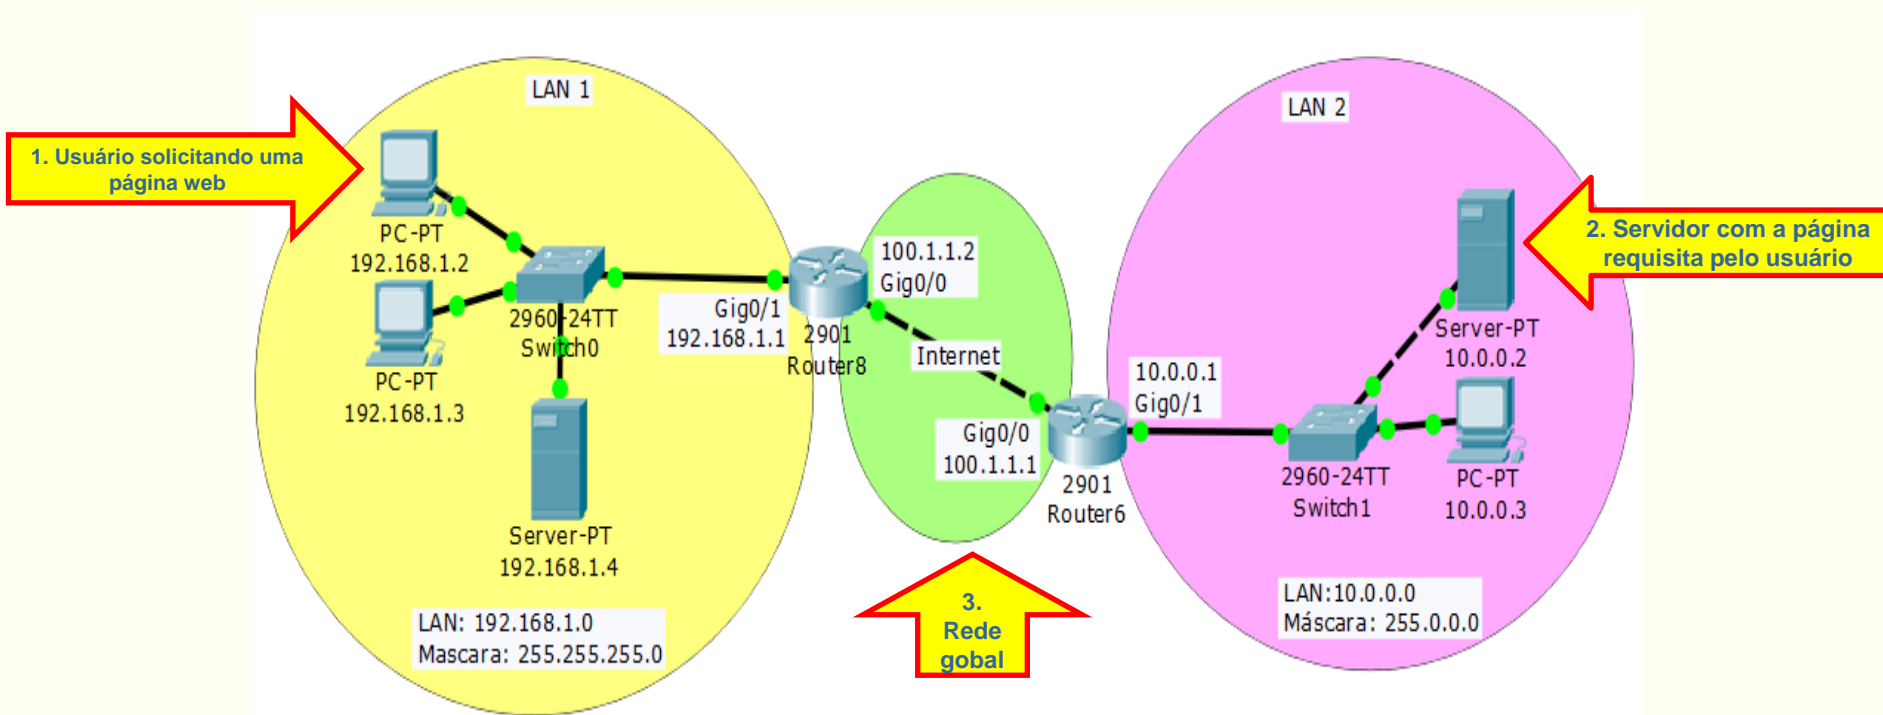 LAN 1
1. Usuário solicitando uma
página web
PC-PT
192.168.1.2
PC-PT
192.168.1.3
2960-24TT
Switch0
Server-PT
192.168.1.4
LAN: 192.168.1.0
Mascara: 255.255.255.0
Gig0/1
192.168.1.1
2901
Router8
100.1.1.2
Gig0/0
Internet
Gig0/0
100.1.1.1
2901
Router6
3.
Rede
gobal
LAN 2
10.0.0.1
Gig0/1
2960-24TT
Switch1
2. Servidor com a página
requisita pelo usuário
Server-PT
10.0.0.2
PC-PT
10.0.0.3
LAN:10.0.0.0
Máscara: 255.0.0.0